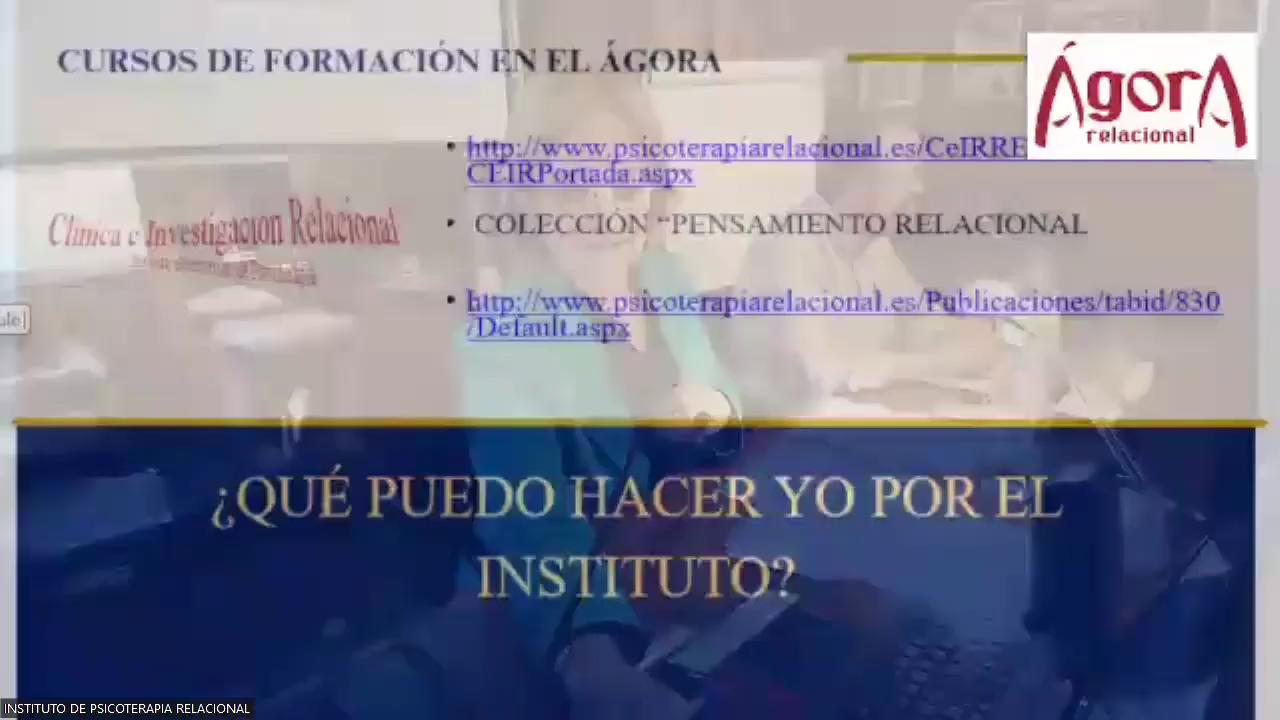 CURSOS DE FORMACIÓN EN EL ÁGORA
ÁgorA
relacional
• http://www.psicoterapiarelacional.es/CeIRRE
CEIRPortada.aspx
Clínica e Investigación Relacional
• COLECCIÓN “PENSAMIENTO RELACIONAL
• http://www.psicoterapiarelacional.es/Publicaciones/tabid/830
/Default.aspx
¿QUÉ PUEDO HACER YO POR EL
INSTITUTO?
INSTITUTO DE PSICOTERAPIA RELACIONAL